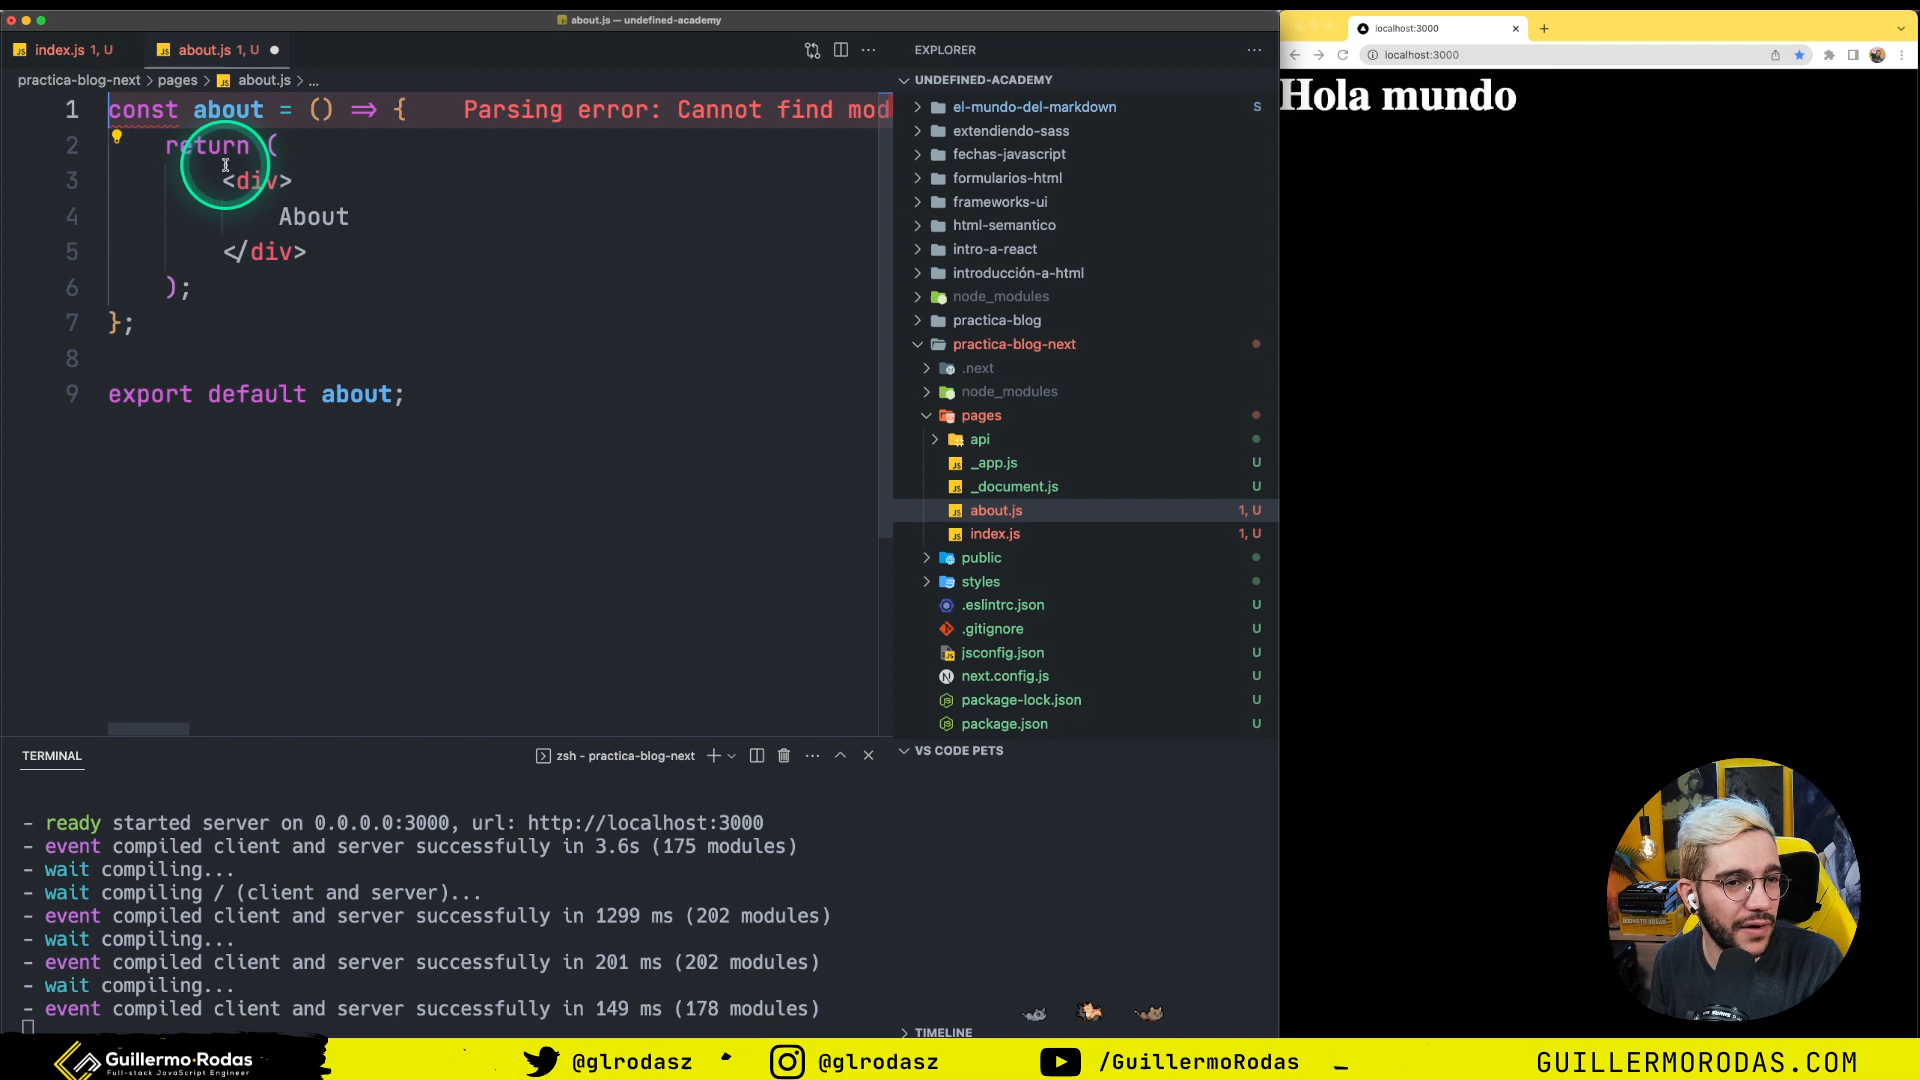 about.js — undefined-academy
index.js 1, U
about.js 1, U
practica-blog-next > pages > about.js > ...
1 const about = () => { Parsing error: Cannot find mod
2 return (
3 <div>
4 About
5 </div>
6 );
7 };
8
9 export default about;
EXPLORER
UNDEFINED-ACADEMY
el-mundo-del-markdown S
extendiendo-sass
fechas-javascript
formularios-html
frameworks-ui
html-semantico
intro-a-react
introducción-a-html
node_modules
practica-blog
practica-blog-next
.next
node_modules
pages
api
_app.js U
_document.js U
about.js 1, U
index.js 1, U
public
styles
.eslintrc.json U
.gitignore U
jsconfig.json U
next.config.js U
package-lock.json U
package.json U
VS CODE PETS
TIMELINE
TERMINAL
zsh - practica-blog-next
- ready started server on 0.0.0.0:3000, url: http://localhost:3000
- event compiled client and server successfully in 3.6s (175 modules)
- wait compiling...
- wait compiling / (client and server)...
- event compiled client and server successfully in 1299 ms (202 modules)
- wait compiling...
- event compiled client and server successfully in 201 ms (202 modules)
- wait compiling...
- event compiled client and server successfully in 149 ms (178 modules)
localhost:3000
localhost:3000
Hola mundo
Guillermo Rodas
Full-stack JavaScript Engineer
@glrodasz
@glrodasz
/GuillermoRodas
GUILLERMORODAS.COM